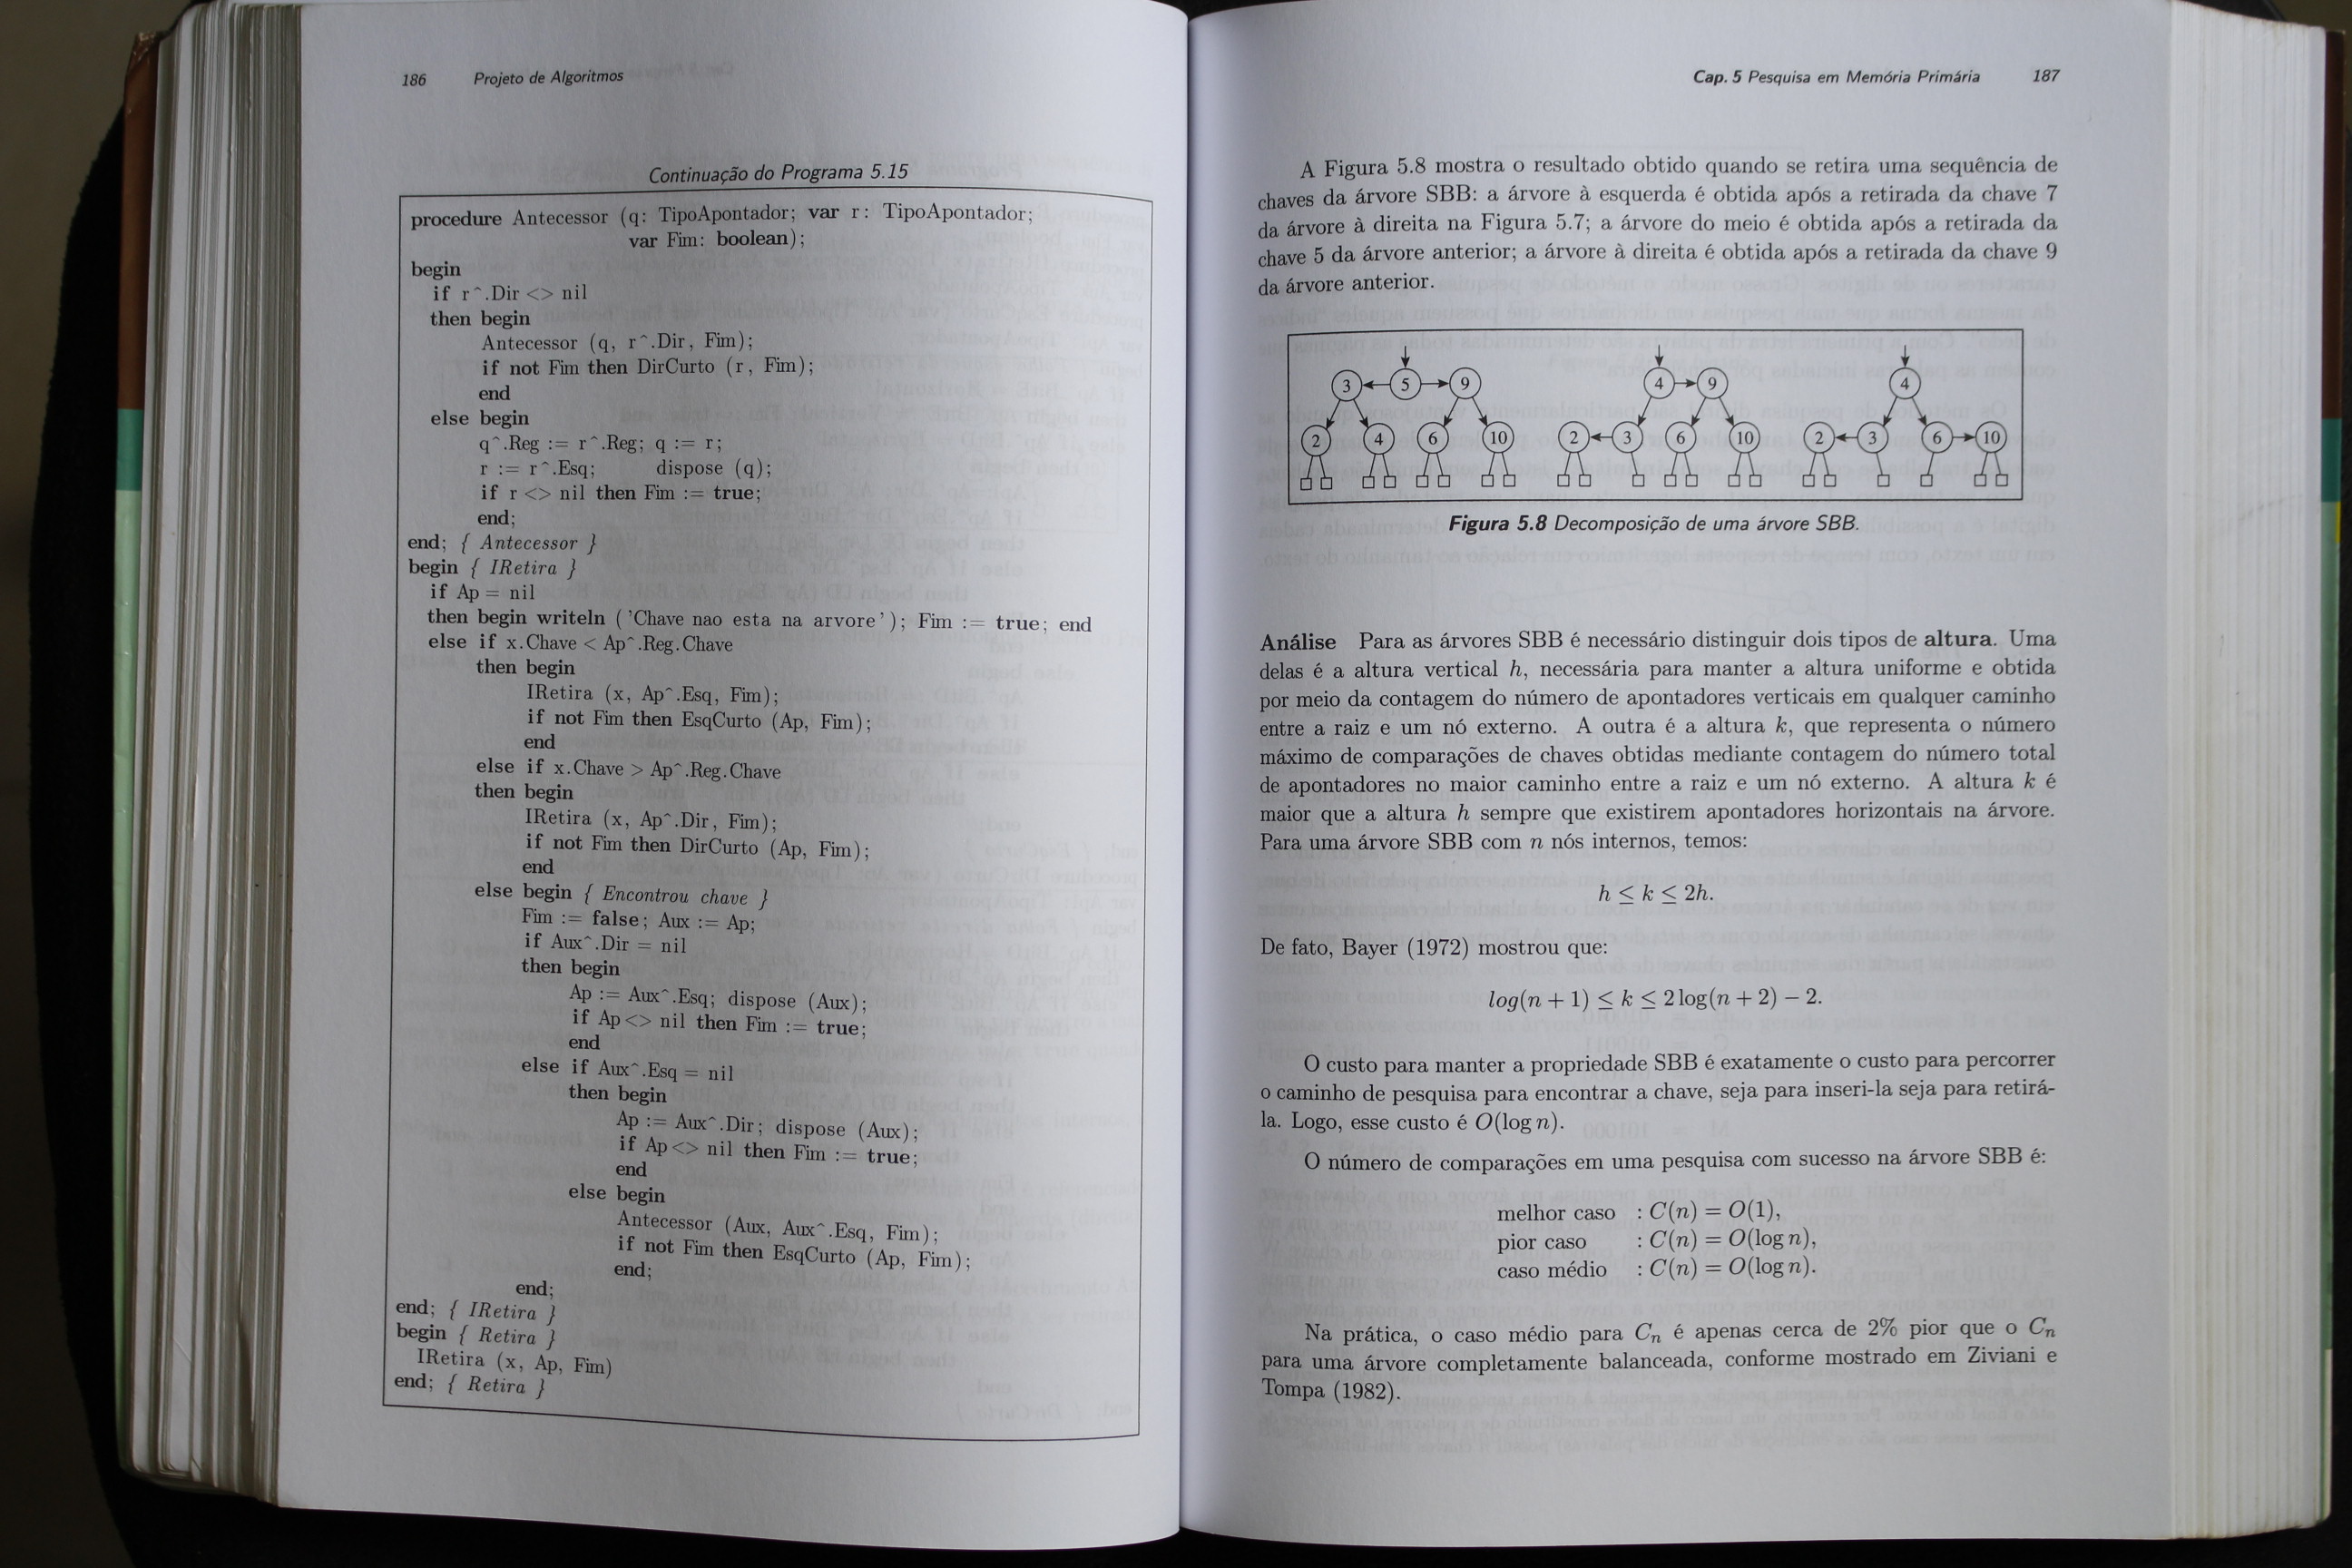 186 Projeto de Algoritmos
Continuação do Programa 5.15
procedure Antecessor (q: TipoApontador; var r: TipoApontador;
var Fim: boolean);
begin
if r^.Dir <> nil
then begin
Antecessor (q, r^.Dir, Fim);
if not Fim then DirCurto (r, Fim);
end
else begin
q^.Reg := r^.Reg; q := r;
r := r^.Esq; dispose (q);
if r <> nil then Fim := true;
end;
end; { Antecessor }
begin { IRetira }
if Ap = nil
then begin writeln ('Chave nao esta na arvore'); Fim := true; end
else if x.Chave < Ap^.Reg.Chave
then begin
IRetira (x, Ap^.Esq, Fim);
if not Fim then EsqCurto (Ap, Fim);
end
else if x.Chave > Ap^.Reg.Chave
then begin
IRetira (x, Ap^.Dir, Fim);
if not Fim then DirCurto (Ap, Fim);
end
else begin { Encontrou chave }
Fim := false; Aux := Ap;
if Aux^.Dir = nil
then begin
Ap := Aux^.Esq; dispose (Aux);
if Ap <> nil then Fim := true;
end
else if Aux^.Esq = nil
then begin
Ap := Aux^.Dir; dispose (Aux);
if Ap <> nil then Fim := true;
end
else begin
Antecessor (Aux, Aux^.Esq, Fim);
if not Fim then EsqCurto (Ap, Fim);
end;
end;
end; { IRetira }
begin { Retira }
IRetira (x, Ap, Fim)
end; { Retira }
Cap. 5 Pesquisa em Memória Primária 187
A Figura 5.8 mostra o resultado obtido quando se retira uma sequência de
chaves da árvore SBB: a árvore à esquerda é obtida após a retirada da chave 7
da árvore à direita na Figura 5.7; a árvore do meio é obtida após a retirada da
chave 5 da árvore anterior; a árvore à direita é obtida após a retirada da chave 9
da árvore anterior.
3 5 9 4 9 4
2 4 6 10 2 3 6 10 2 3 6 10
Figura 5.8 Decomposição de uma árvore SBB.
Análise Para as árvores SBB é necessário distinguir dois tipos de altura. Uma
delas é a altura vertical h, necessária para manter a altura uniforme e obtida
por meio da contagem do número de apontadores verticais em qualquer caminho
entre a raiz e um nó externo. A outra é a altura k, que representa o número
máximo de comparações de chaves obtidas mediante contagem do número total
de apontadores no maior caminho entre a raiz e um nó externo. A altura k é
maior que a altura h sempre que existirem apontadores horizontais na árvore.
Para uma árvore SBB com n nós internos, temos:
h ≤ k ≤ 2h.
De fato, Bayer (1972) mostrou que:
log(n + 1) ≤ k ≤ 2 log(n + 2) − 2.
O custo para manter a propriedade SBB é exatamente o custo para percorrer
o caminho de pesquisa para encontrar a chave, seja para inseri-la seja para retirá-
la. Logo, esse custo é O(log n).
O número de comparações em uma pesquisa com sucesso na árvore SBB é:
melhor caso : C(n) = O(1),
pior caso : C(n) = O(log n),
caso médio : C(n) = O(log n).
Na prática, o caso médio para Cn é apenas cerca de 2% pior que o Cn
para uma árvore completamente balanceada, conforme mostrado em Ziviani e
Tompa (1982).